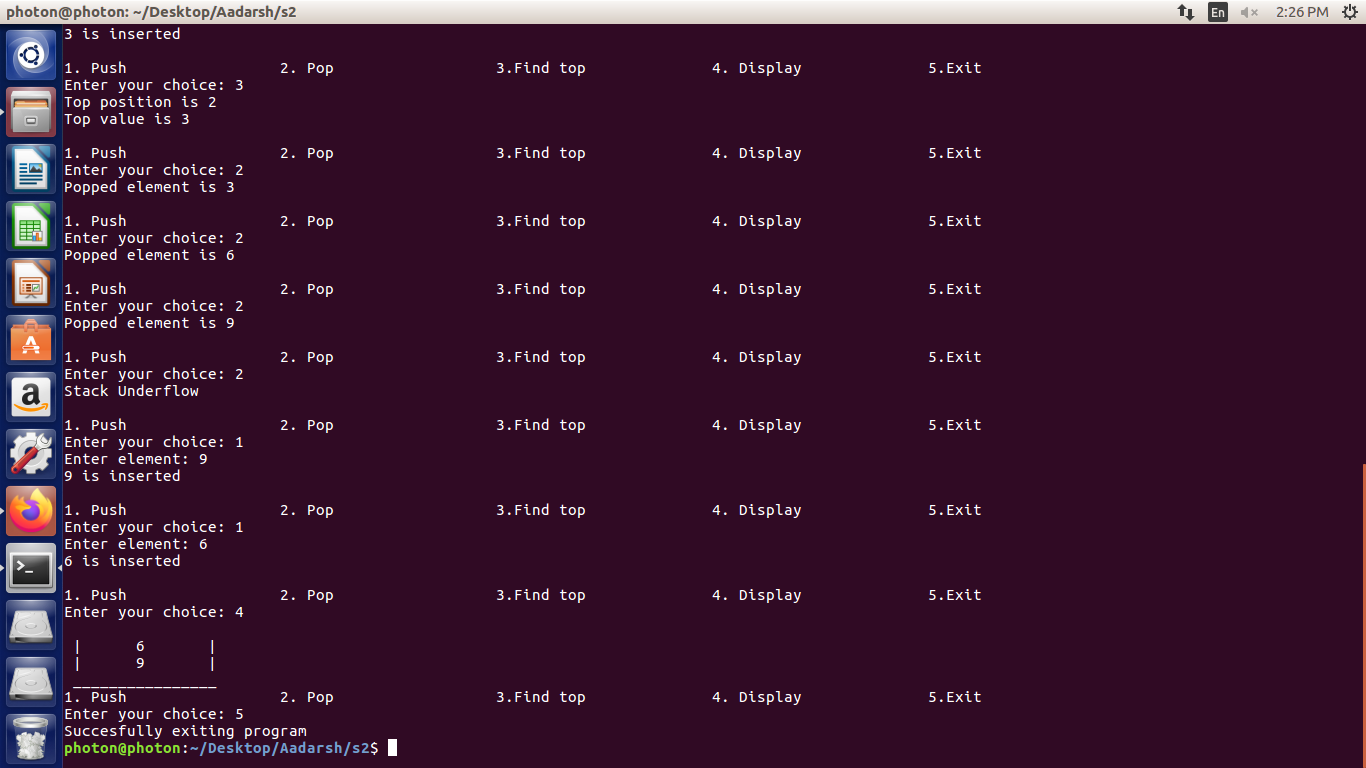 photon@photon: ~/Desktop/Aadarsh/s2 En 2:26 PM
3 is inserted
1. Push 2. Pop 3.Find top 4. Display 5.Exit
Enter your choice: 3
Top position is 2
Top value is 3
1. Push 2. Pop 3.Find top 4. Display 5.Exit
Enter your choice: 2
Popped element is 3
1. Push 2. Pop 3.Find top 4. Display 5.Exit
Enter your choice: 2
Popped element is 6
1. Push 2. Pop 3.Find top 4. Display 5.Exit
Enter your choice: 2
Popped element is 9
1. Push 2. Pop 3.Find top 4. Display 5.Exit
Enter your choice: 2
Stack Underflow
1. Push 2. Pop 3.Find top 4. Display 5.Exit
Enter your choice: 1
Enter element: 9
9 is inserted
1. Push 2. Pop 3.Find top 4. Display 5.Exit
Enter your choice: 1
Enter element: 6
6 is inserted
1. Push 2. Pop 3.Find top 4. Display 5.Exit
Enter your choice: 4
| 6 |
| 9 |
________________
1. Push 2. Pop 3.Find top 4. Display 5.Exit
Enter your choice: 5
Succesfully exiting program
photon@photon:~/Desktop/Aadarsh/s2$